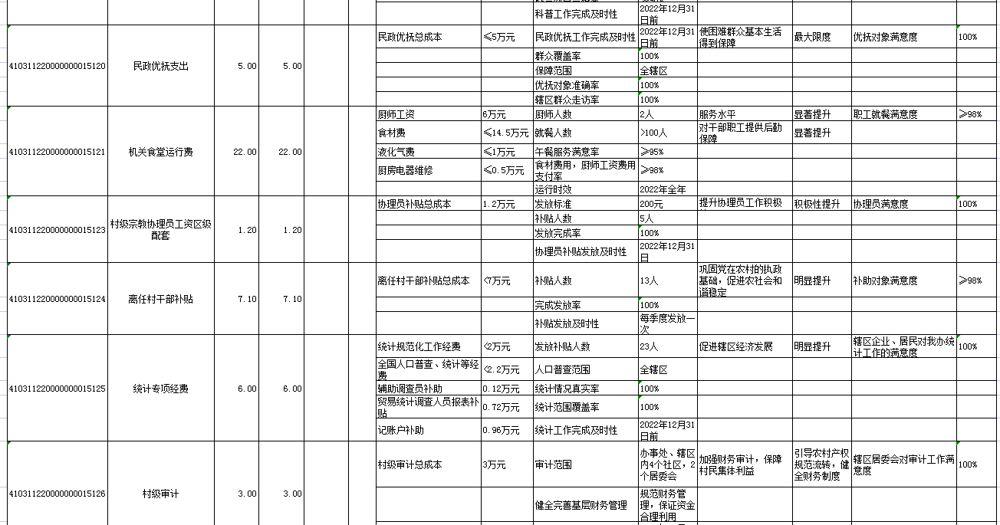 科普工作完成及时性 2022年12月31日前
410311220000000015120 民政优抚支出 5.00 5.00 民政优抚总成本 ≤5万元 民政优抚工作完成及时性 2022年12月31日前 使困难群众基本生活得到保障 最大限度 优抚对象满意度 100%
群众覆盖率 100%
保障范围 全辖区
优抚对象准确率 100%
辖区群众走访率 100%
410311220000000015121 机关食堂运行费 22.00 22.00 厨师工资 6万元 厨师人数 2人 服务水平 显著提升 职工就餐满意度 ≥98%
食材费 ≤14.5万元 就餐人数 >100人 对干部职工提供后勤保障 显著提升
液化气费 ≤1万元 午餐服务满意率 ≥95%
厨房电器维修 ≤0.5万元 食材费用，厨师工资费用支付率 ≥98%
运行时效 2022年全年
410311220000000015123 村级宗教协理员工资区级配套 1.20 1.20 协理员补贴总成本 1.2万元 发放标准 200元 提升协理员工作积极 积极性提升 协理员满意度 100%
补贴人数 5人
发放完成率 100%
协理员补贴发放及时性 2022年12月31日
410311220000000015124 离任村干部补贴 7.10 7.10 离任村干部补贴总成本 <7万元 补贴人数 13人 巩固党在农村的执政基础，促进农社会和谐稳定 明显提升 补助对象满意度 ≥98%
完成发放率 100%
补贴发放及时性 每季度发放一次
410311220000000015125 统计专项经费 6.00 6.00 统计规范化工作经费 <2万元 发放补贴人数 23人 促进辖区经济发展 明显提升 辖区企业、居民对我办统计工作的满意度 100%
全国人口普查、统计等经费 <2.2万元 人口普查范围 全辖区
辅助调查员补助 0.12万元 统计情况真实率 100%
贸易统计调查人员报表补贴 0.72万元 统计范围覆盖率 100%
记账户补助 0.96万元 统计工作完成及时性 2022年12月31日前
410311220000000015126 村级审计 3.00 3.00 村级审计总成本 3万元 审计范围 办事处、辖区内4个社区，2个居委会 加强财务审计，保障村民集体利益 引导农村产权规范流转，健全财务制度 辖区居委会对审计工作满意度 100%
健全完善基层财务管理 规范财务管理，保证资金合理利用